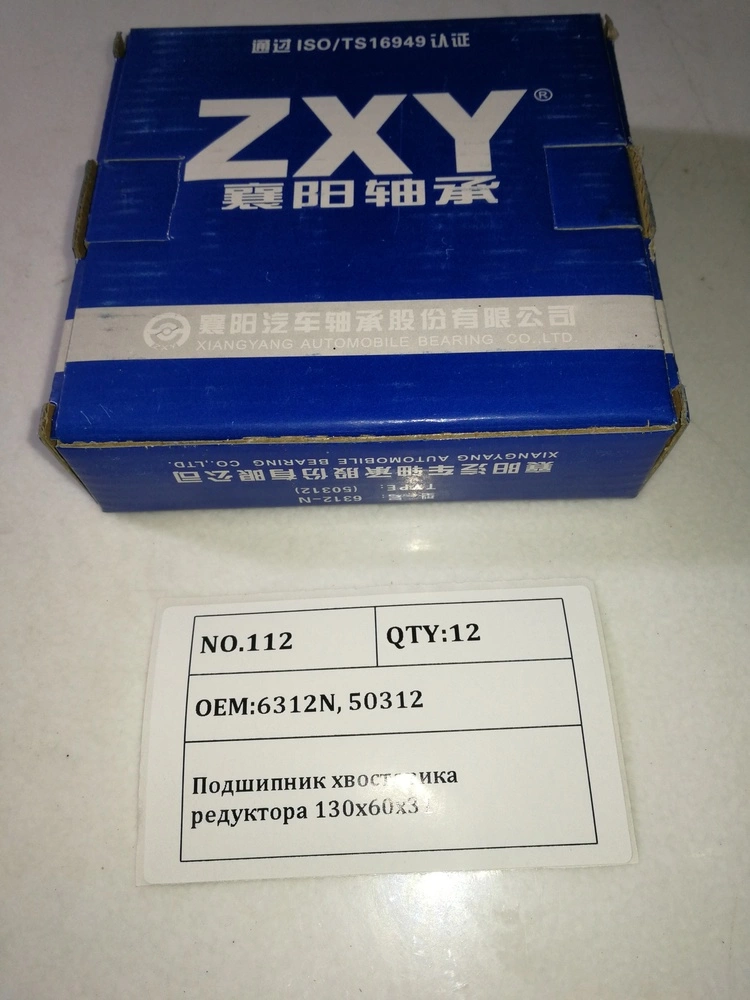 通过 ISO/TS16949 认证
ZXY®
襄阳轴承
襄阳汽车轴承股份有限公司
XIANGYANG AUTOMOBILE BEARING CO.,LTD.
襄阳汽车轴承股份有限公司
XIANGYANG AUTOMOBILE BEARING CO.,LTD.
型号: 6312-N
TYPE: (50312)
NO.112 QTY:12
OEM:6312N, 50312
Подшипник
редуктора